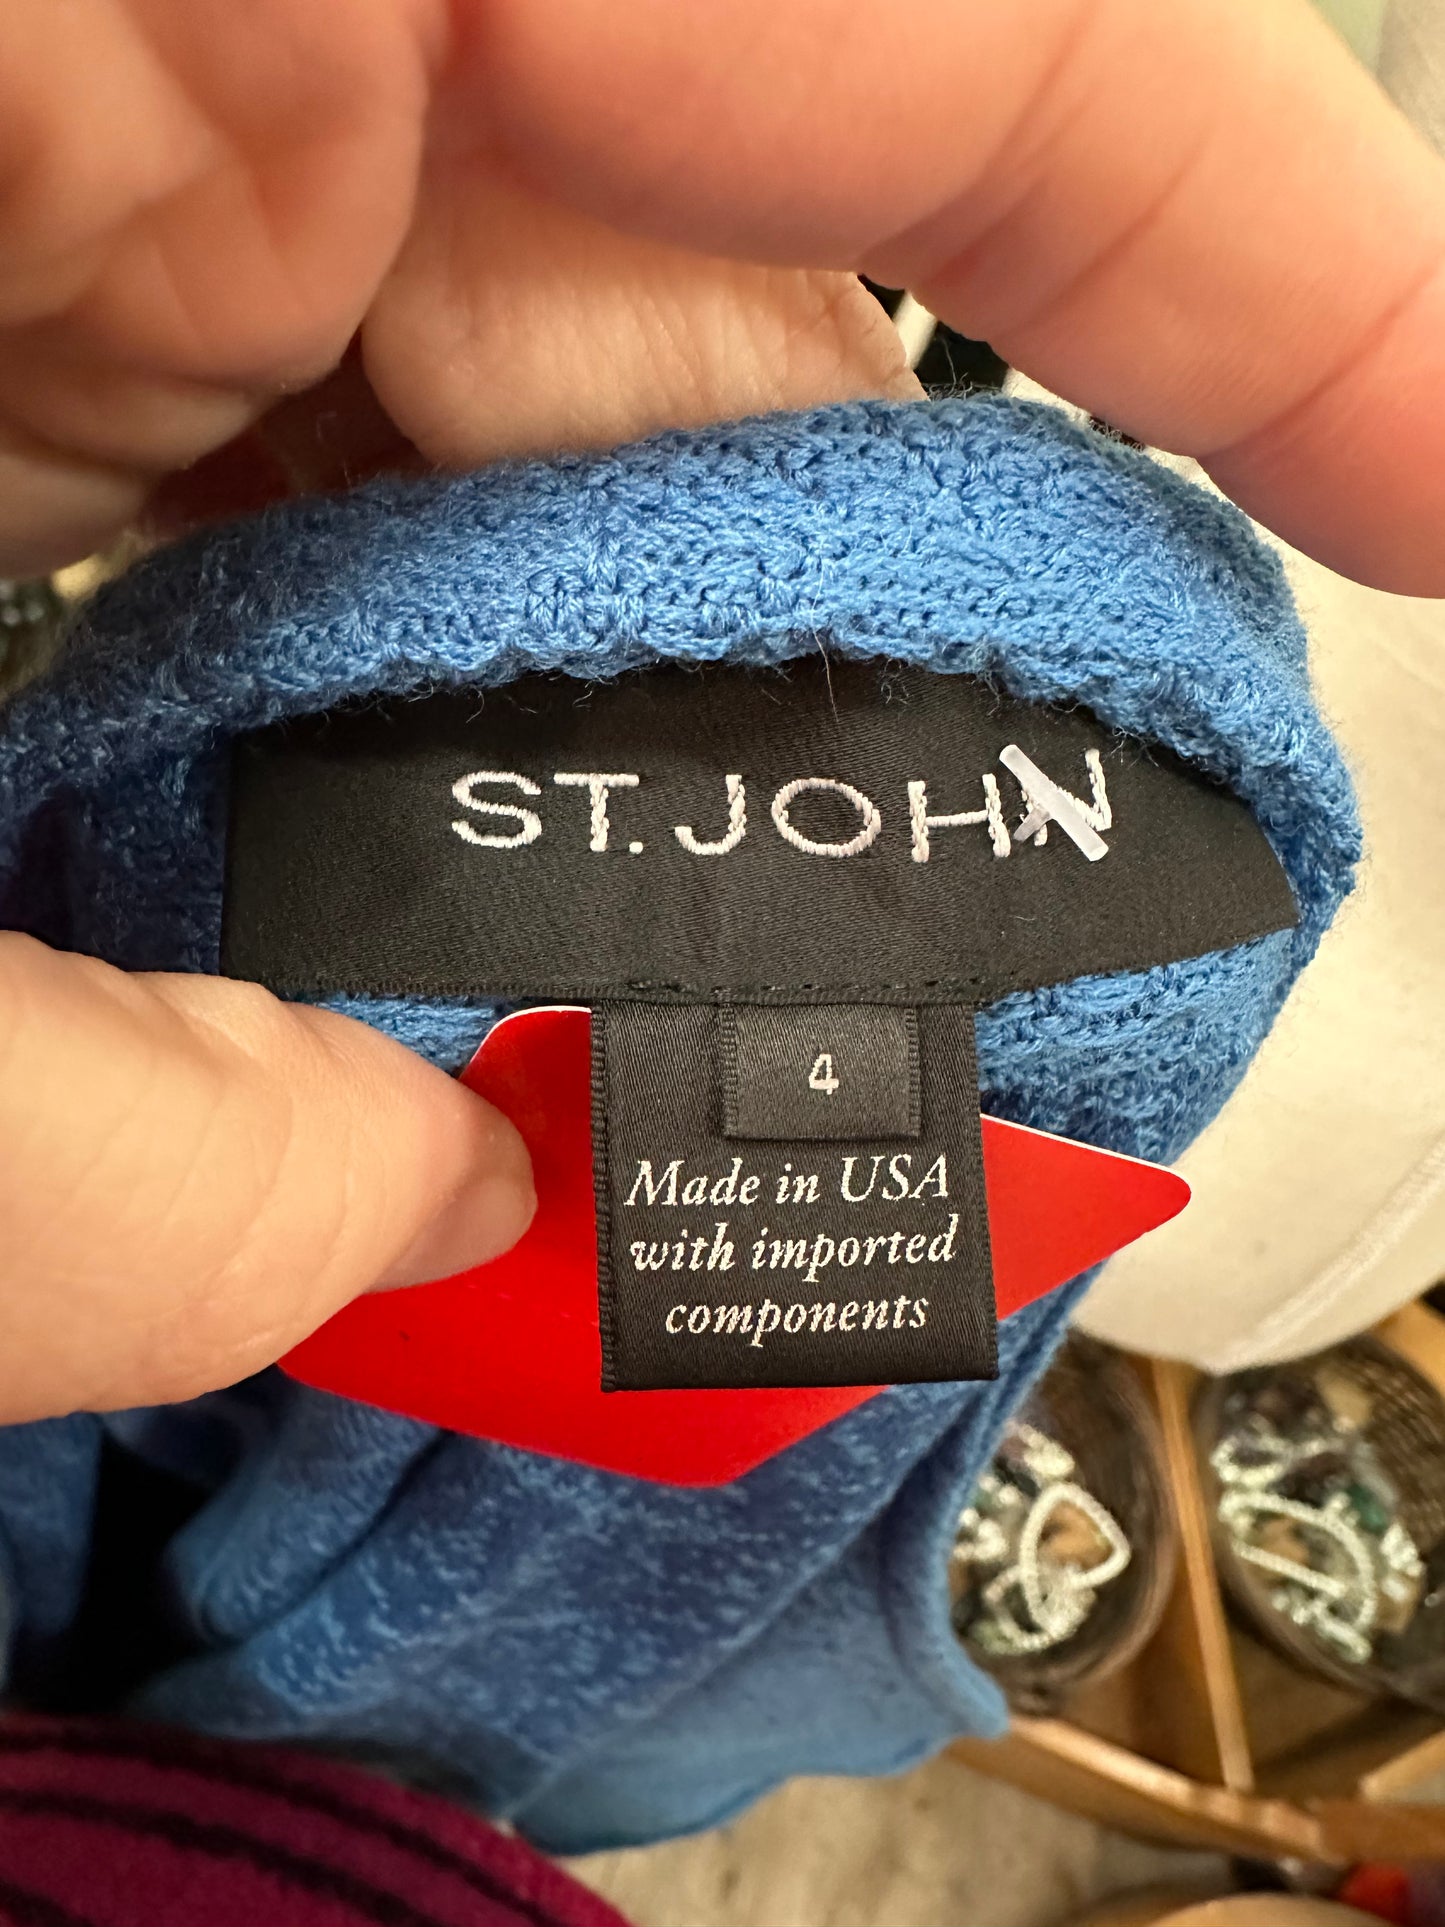 ST. JOHN
4
Made in USA
with imported
components